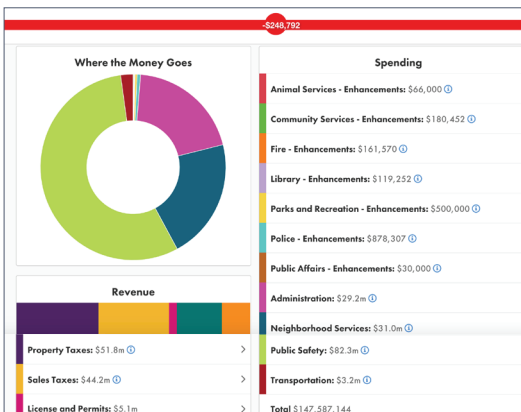 -$248,792
Where the Money Goes
Revenue
Property Taxes: $51.8m
Sales Taxes: $44.2m
License and Permits: $5.1m
Spending
Animal Services - Enhancements: $66,000
Community Services - Enhancements: $180,452
Fire - Enhancements: $161,570
Library - Enhancements: $119,252
Parks and Recreation - Enhancements: $500,000
Police - Enhancements: $878,307
Public Affairs - Enhancements: $30,000
Administration: $29.2m
Neighborhood Services: $31.0m
Public Safety: $82.3m
Transportation: $3.2m
Total $147,587,144